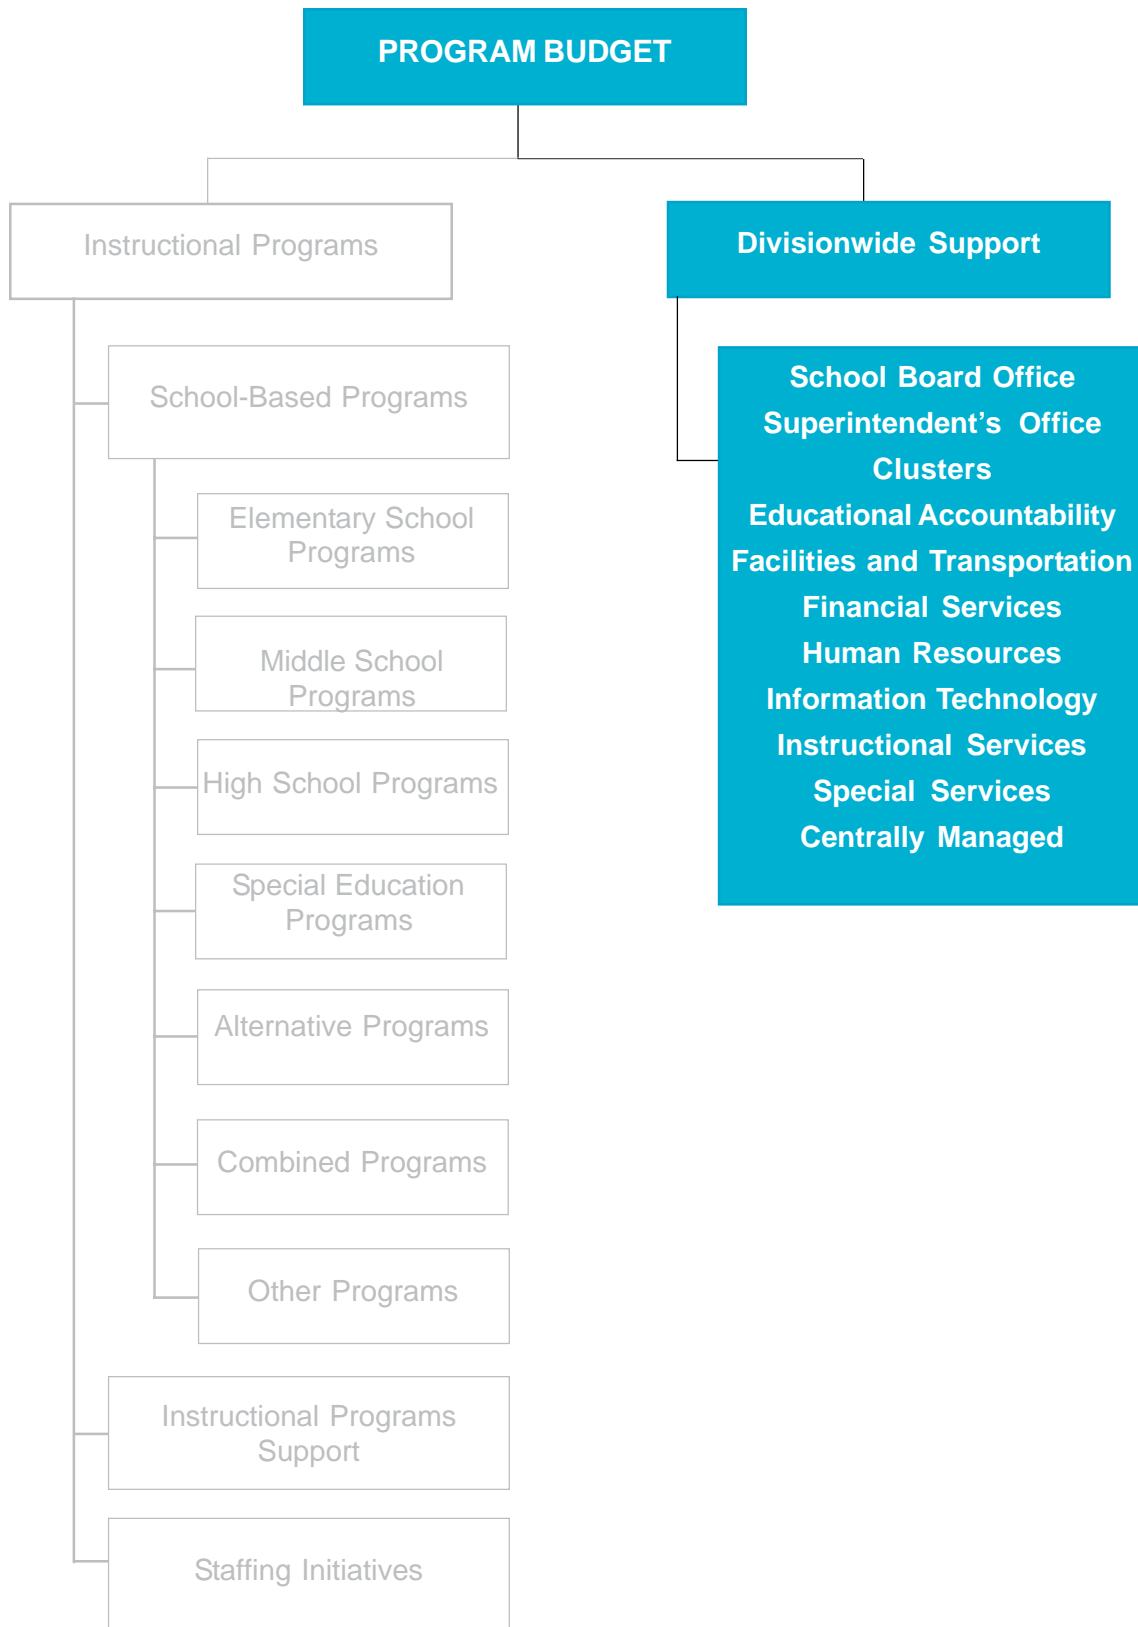 PROGRAM BUDGET
Instructional Programs
Divisionwide Support
School-Based Programs
Elementary School
Programs
Middle School
Programs
High School Programs
Special Education
Programs
Alternative Programs
Combined Programs
Other Programs
Instructional Programs
Support
Staffing Initiatives
School Board Office
Superintendent’s Office
Clusters
Educational Accountability
Facilities and Transportation
Financial Services
Human Resources
Information Technology
Instructional Services
Special Services
Centrally Managed